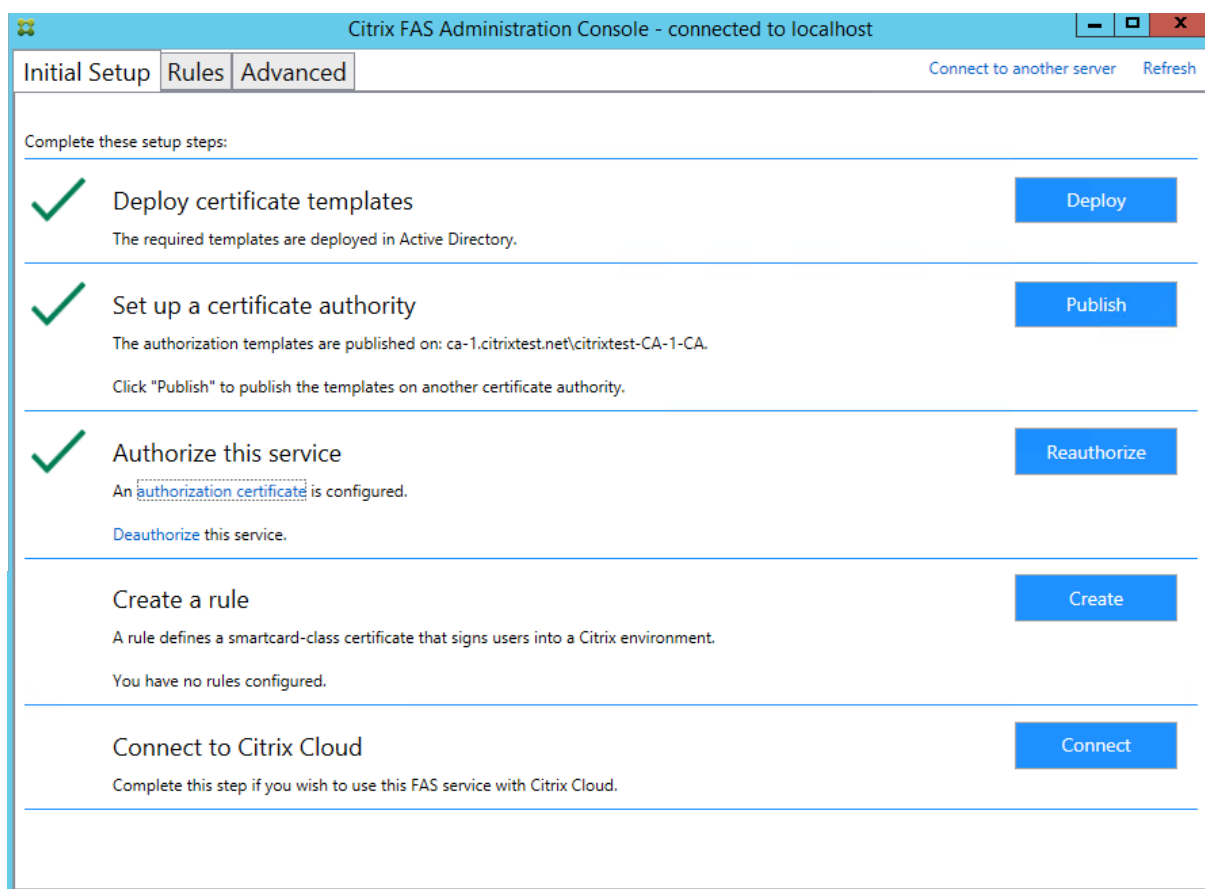 Citrix FAS Administration Console - connected to localhost
Initial Setup Rules Advanced Connect to another server Refresh
Complete these setup steps:
Deploy certificate templates
Deploy
The required templates are deployed in Active Directory.
Set up a certificate authority
Publish
The authorization templates are published on: ca-1.citrixtest.net\citrixtest-CA-1-CA.
Click "Publish" to publish the templates on another certificate authority.
Authorize this service
Reauthorize
An authorization certificate is configured.
Deauthorize this service.
Create a rule
Create
A rule defines a smartcard-class certificate that signs users into a Citrix environment.
You have no rules configured.
Connect to Citrix Cloud
Connect
Complete this step if you wish to use this FAS service with Citrix Cloud.